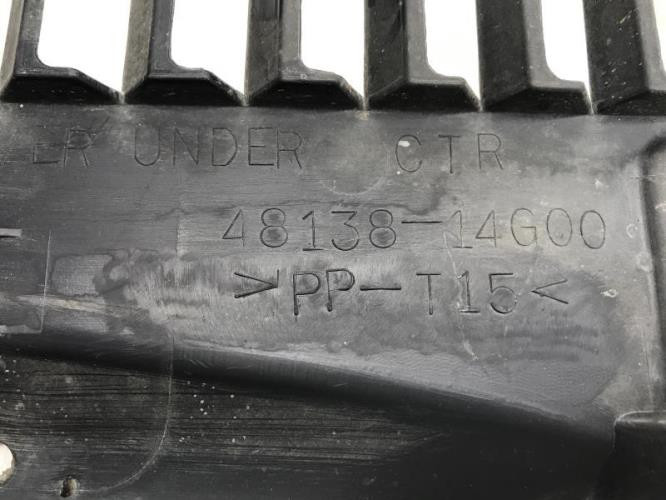 ER UNDER CTR
48138-14G00
>PP-T15<